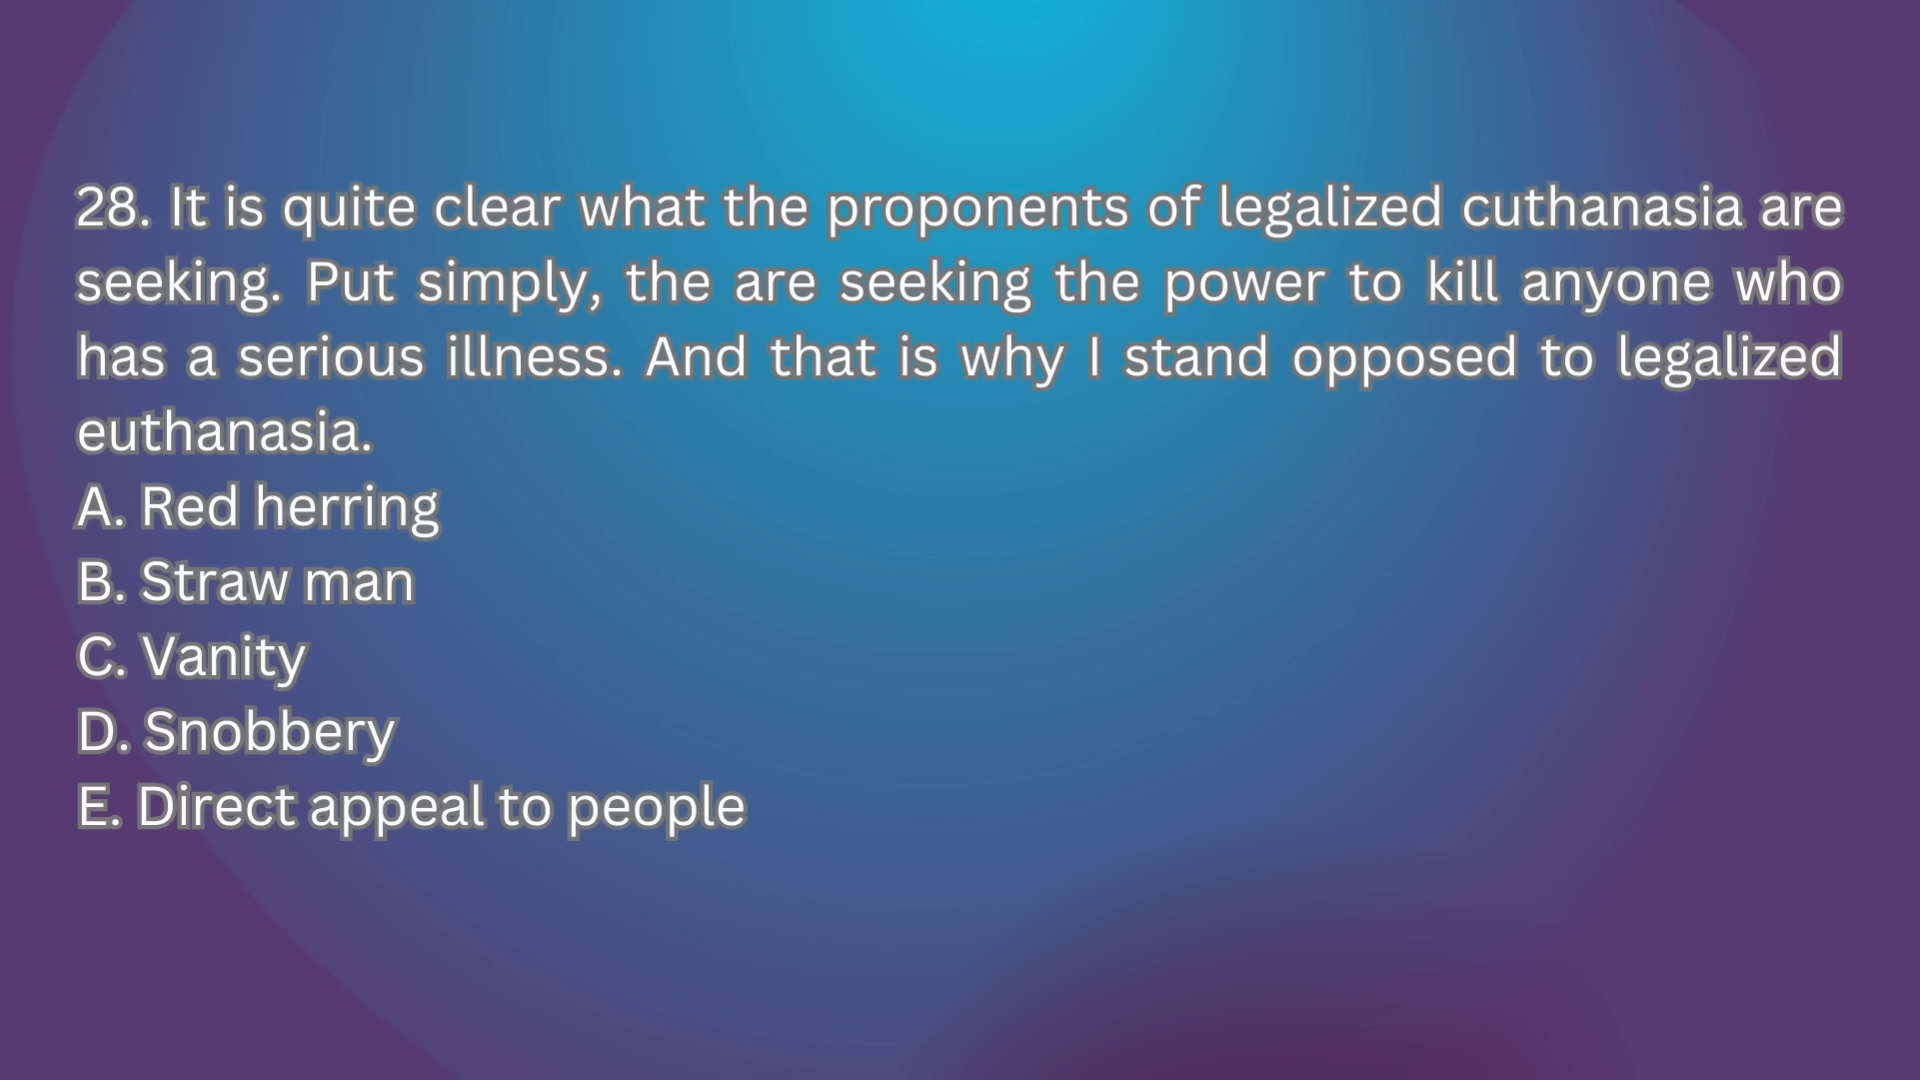 28. It is quite clear what the proponents of legalized cuthanasia are
seeking. Put simply, the are seeking the power to kill anyone who
has a serious illness. And that is why I stand opposed to legalized
euthanasia.
A. Red herring
B. Straw man
C. Vanity
D. Snobbery
E. Direct appeal to people